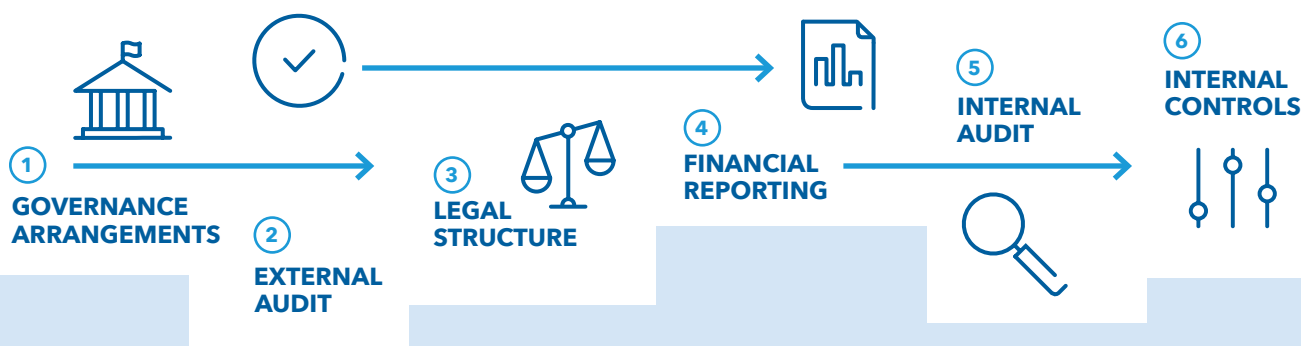 1
GOVERNANCE
ARRANGEMENTS
2
EXTERNAL
AUDIT
3
LEGAL
STRUCTURE
4
FINANCIAL
REPORTING
5
INTERNAL
AUDIT
6
INTERNAL
CONTROLS